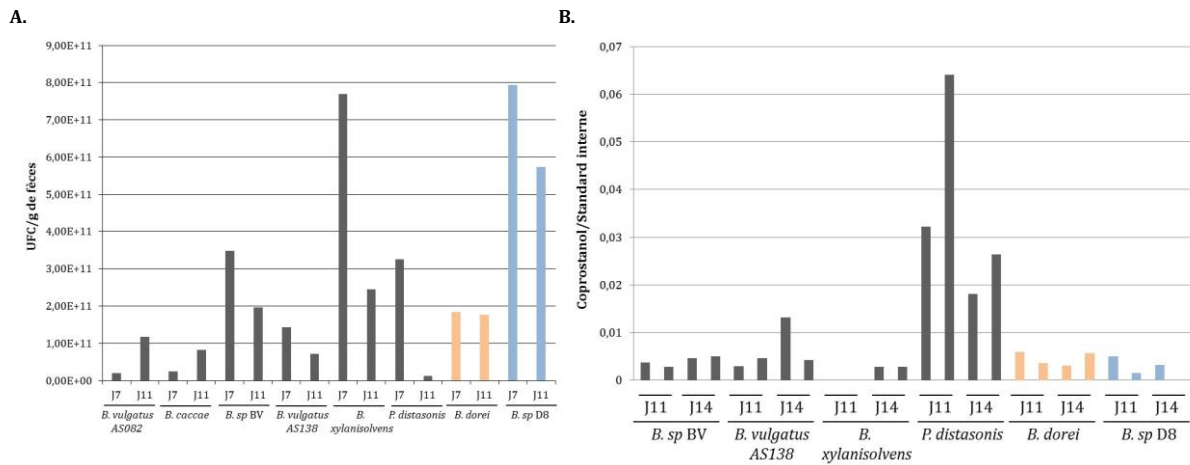 A.
UFC/g de fèces
9,00E+11
8,00E+11
7,00E+11
6,00E+11
5,00E+11
4,00E+11
3,00E+11
2,00E+11
1,00E+11
0,00E+00
J7 J11 J7 J11 J7 J11 J7 J11 J7 J11 J7 J11 J7 J11 J7 J11
B. vulgatus AS082
B. caccae
B. sp BV
B. vulgatus AS138
B. xylanisolvens
P. distasonis
B. dorei
B. sp D8
B.
Coprostanol/Standard interne
0,07
0,06
0,05
0,04
0,03
0,02
0,01
0
J11 J14 J11 J14 J11 J14 J11 J14 J11 J14 J11 J14
B. sp BV
B. vulgatus AS138
B. xylanisolvens
P. distasonis
B. dorei
B. sp D8